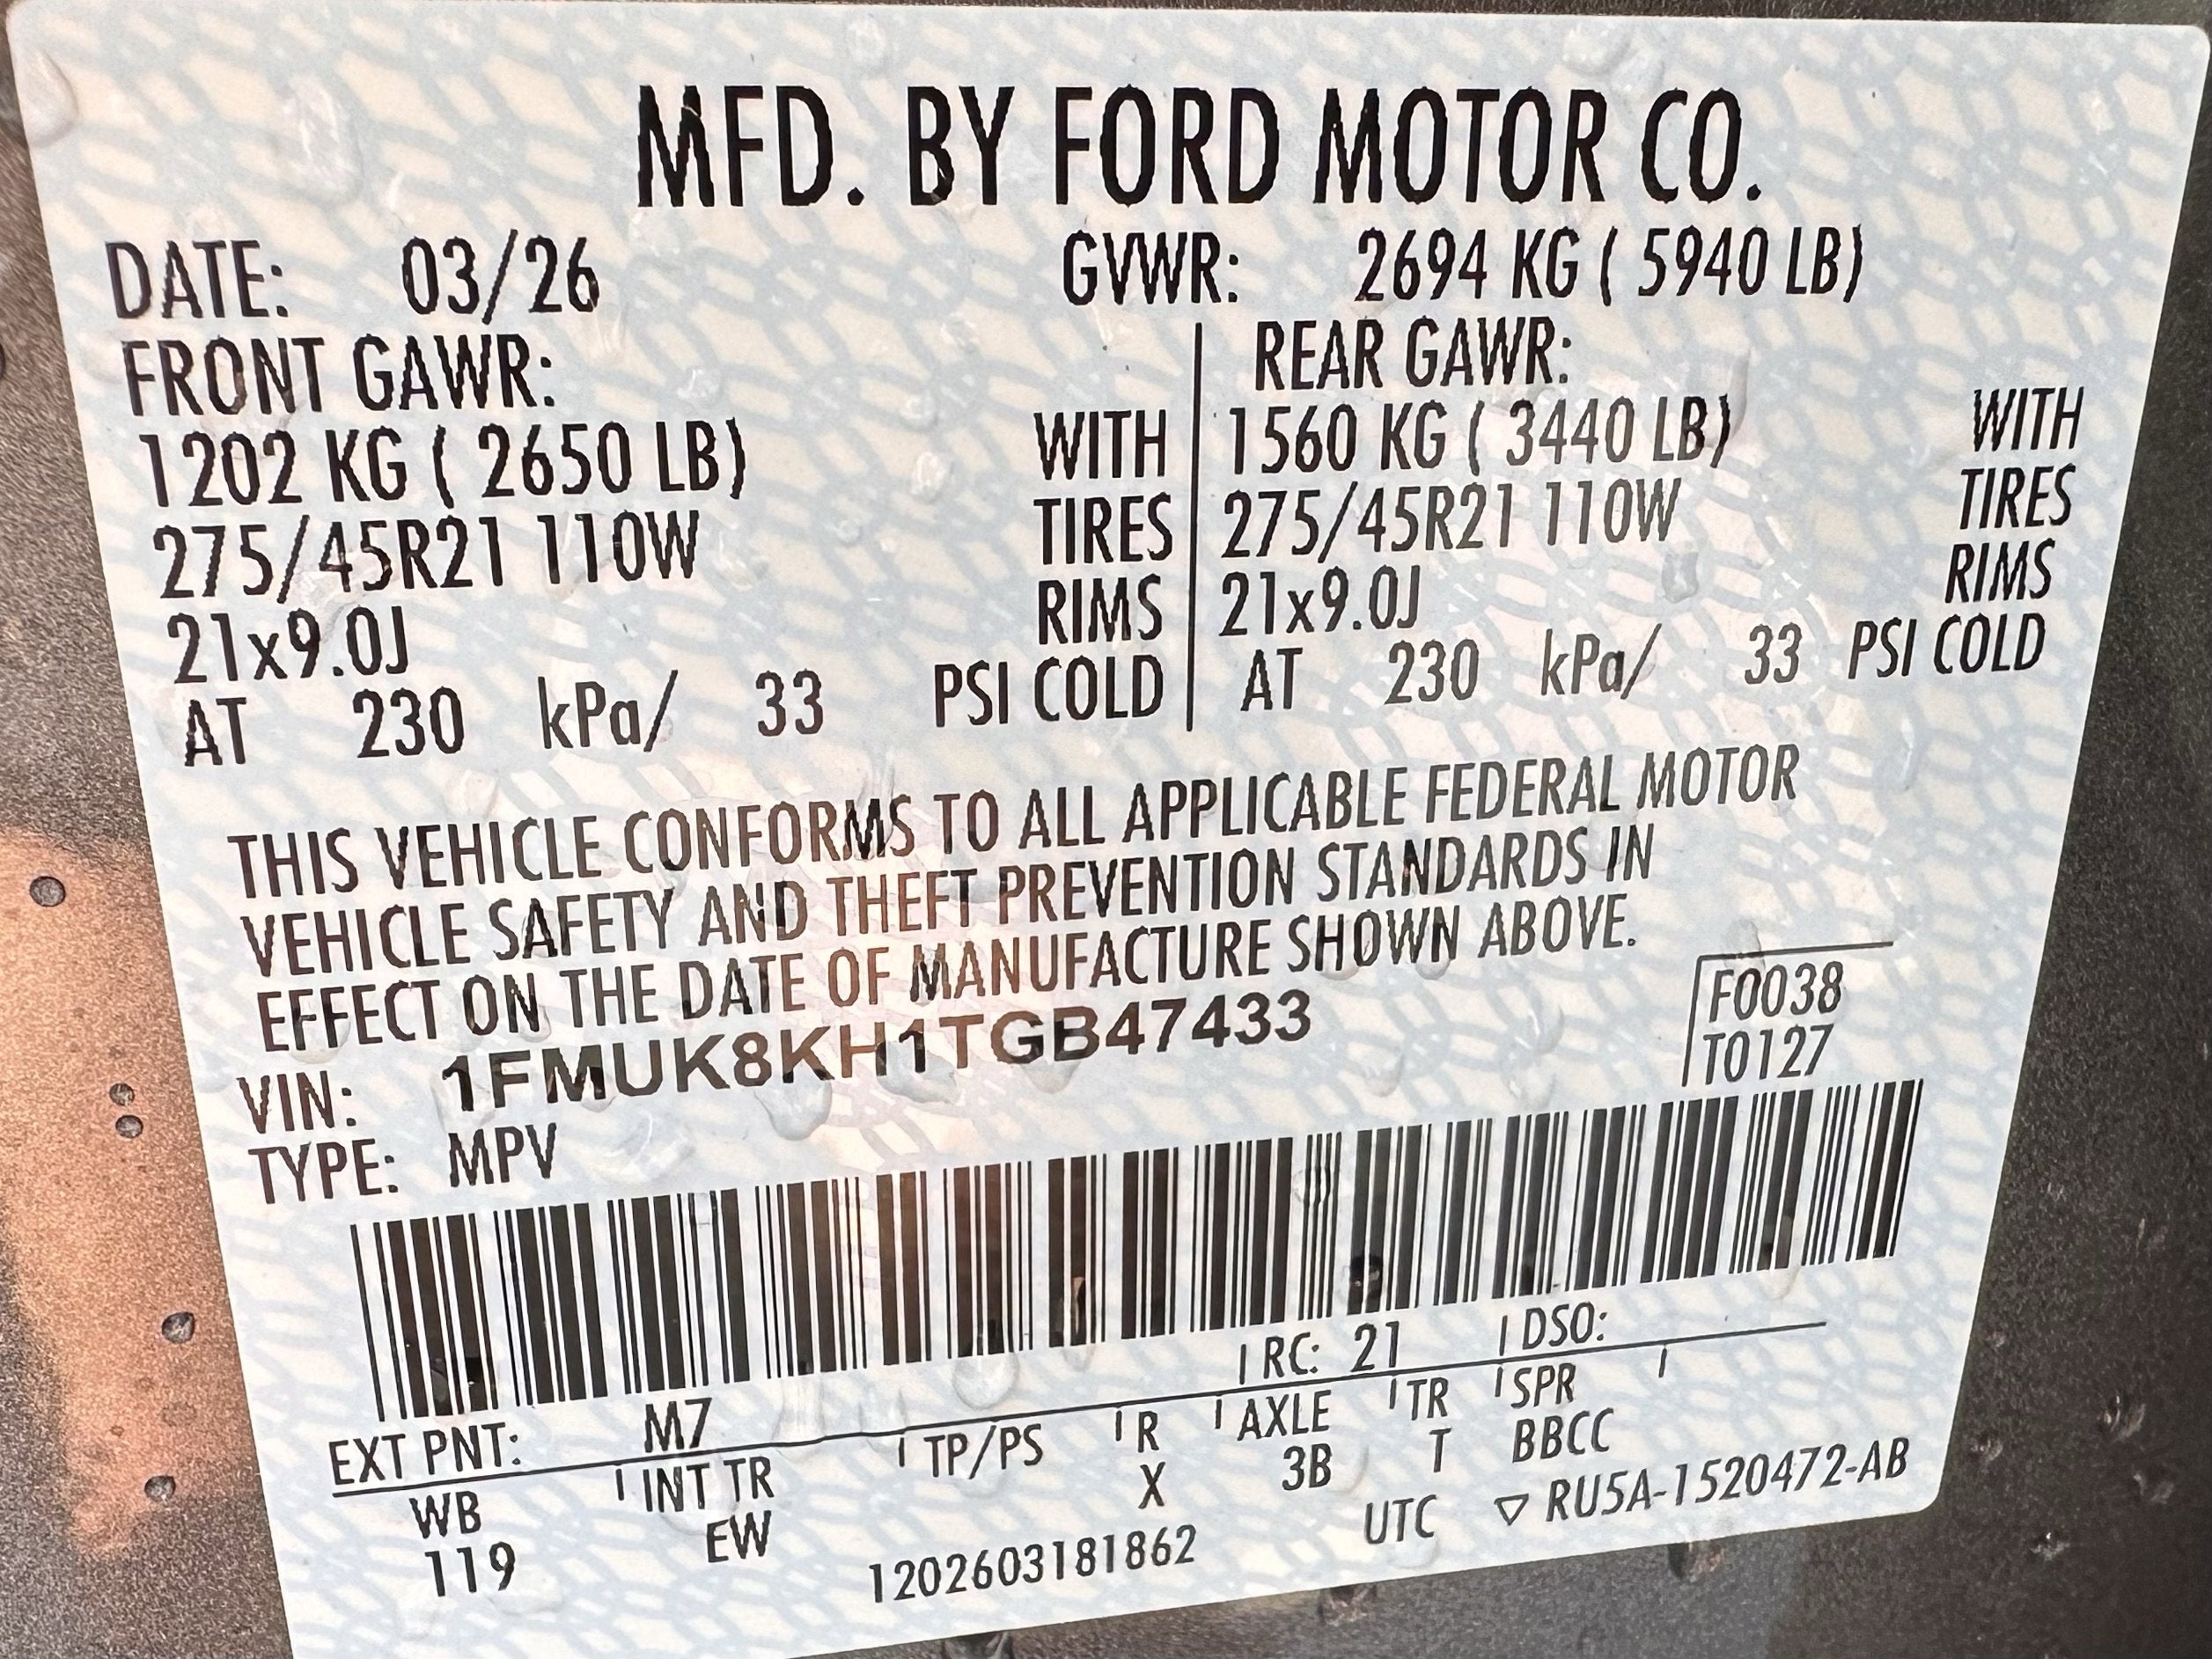 MFD. BY FORD MOTOR CO.
DATE: 03/26 GVWR: 2694 KG ( 5940 LB)
FRONT GAWR: REAR GAWR:
1202 KG ( 2650 LB) WITH 1560 KG ( 3440 LB) WITH
275/45R21 110W TIRES 275/45R21 110W TIRES
21x9.0J RIMS 21x9.0J RIMS
AT 230 kPa/ 33 PSI COLD AT 230 kPa/ 33 PSI COLD
THIS VEHICLE CONFORMS TO ALL APPLICABLE FEDERAL MOTOR
VEHICLE SAFETY AND THEFT PREVENTION STANDARDS IN
EFFECT ON THE DATE OF MANUFACTURE SHOWN ABOVE.
VIN: 1FMUK8KH1TGB47433 F0038
TYPE: MPV T0127
EXT PNT: M7 RC: 21 DSO:
WB INT TR TP/PS R AXLE TR SPR
119 EW X 3B T BBCC
1202603181862 UTC ▽ RU5A-1520472-AB